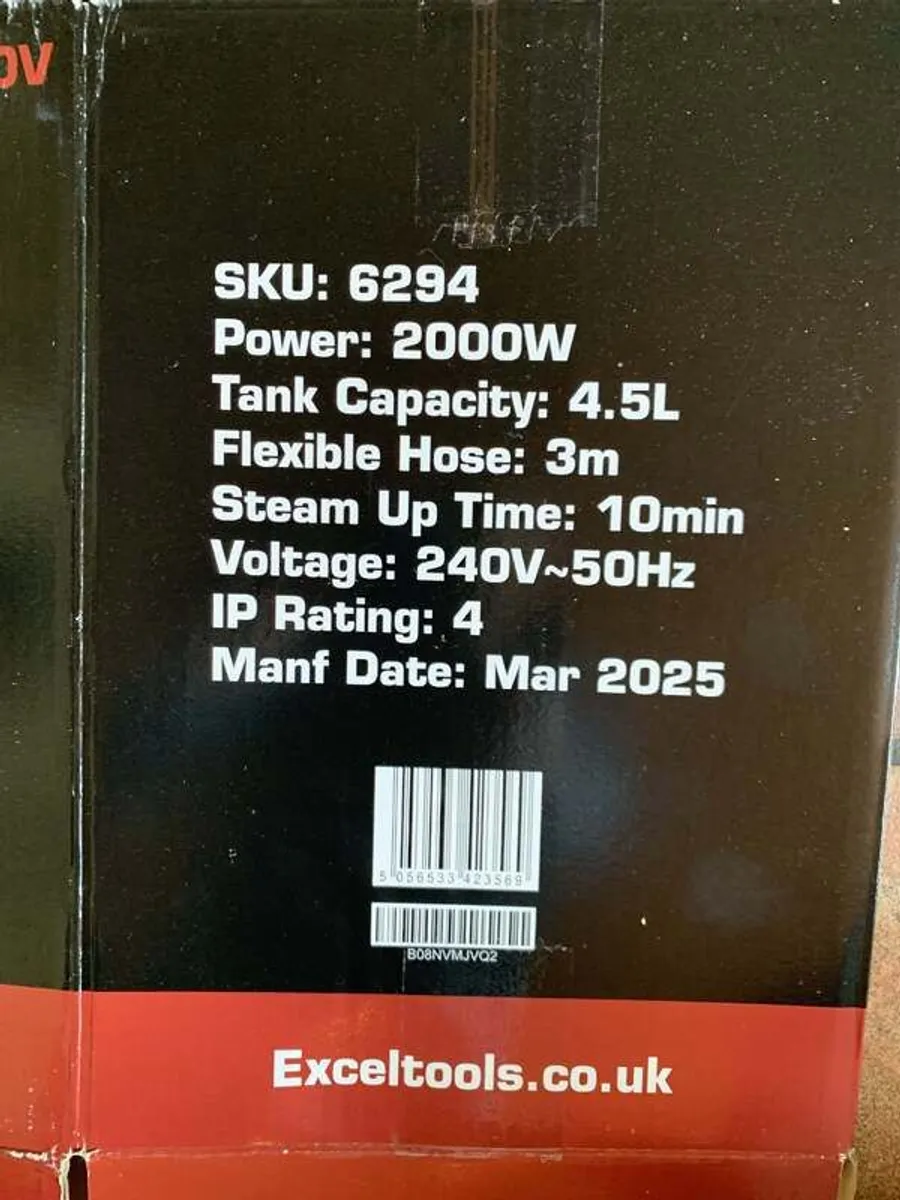 0V
SKU: 6294
Power: 2000W
Tank Capacity: 4.5L
Flexible Hose: 3m
Steam Up Time: 10min
Voltage: 240V~50Hz
IP Rating: 4
Manf Date: Mar 2025
5 056533 423569
B08NVMJVQ2
Exceltools.co.uk